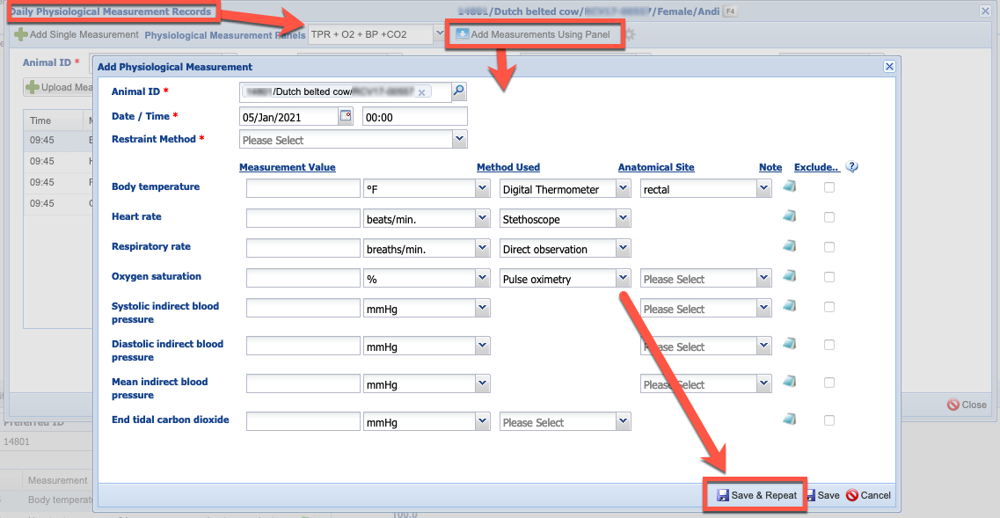 Daily Physiological Measurement Records
/Dutch belted cow/ /Female/Andi F4
Add Single Measurement Physiological Measurement Panels TPR + O2 + BP +CO2 Add Measurements Using Panel
Animal ID *
Upload Mea
Time M
09:45
09:45
09:45
09:45
Close
Add Physiological Measurement
Animal ID * /Dutch belted cow/
Date / Time * 05/Jan/2021 00:00
Restraint Method * Please Select
Measurement Value Method Used Anatomical Site Note Exclude..
Body temperature °F Digital Thermometer rectal
Heart rate beats/min. Stethoscope
Respiratory rate breaths/min. Direct observation
Oxygen saturation % Pulse oximetry Please Select
Systolic indirect blood
pressure mmHg Please Select
Diastolic indirect blood
pressure mmHg Please Select
Mean indirect blood
pressure mmHg Please Select
End tidal carbon dioxide mmHg Please Select
Save & Repeat Save Cancel
Preferred ID
14801
Measurement
Body temperat
100.0